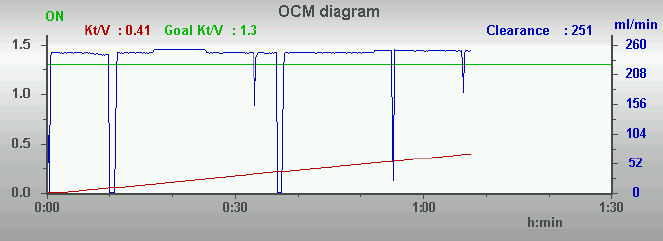 OCM diagram
ON
Kt/V : 0.41 Goal Kt/V : 1.3 Clearance : 251 ml/min
1.5 260
208
1.0 156
0.5 104
52
0.0 0
0:00 0:30 1:00 1:30
h:min